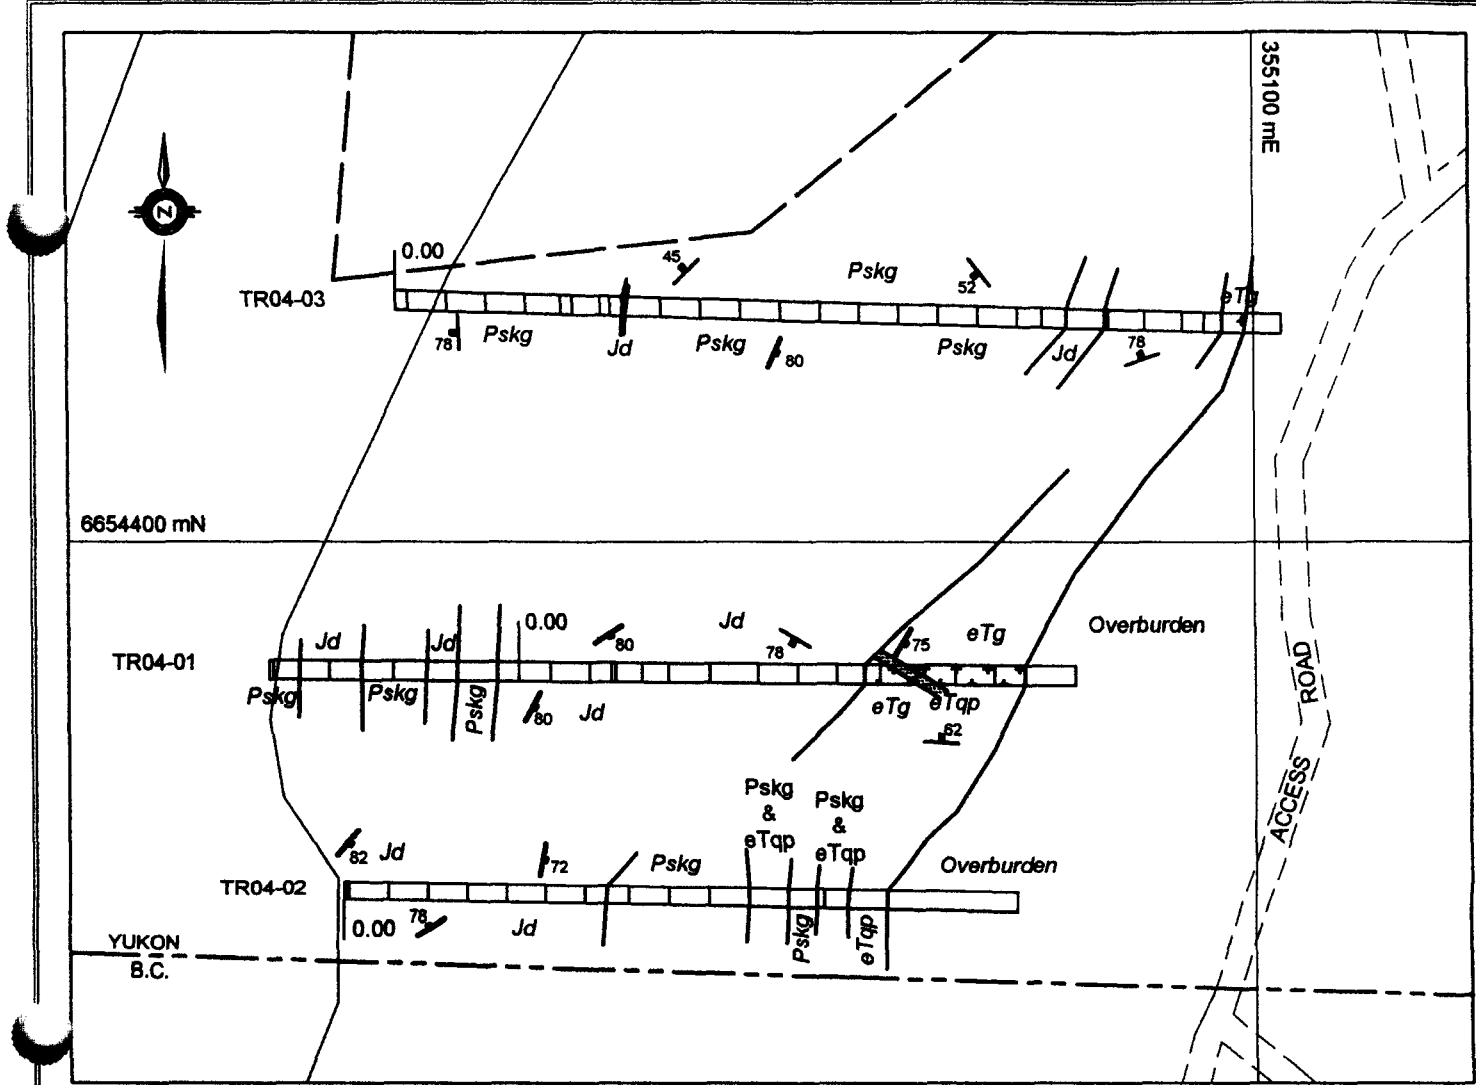 355100 mE
N
0.00
45
Pskg
52
eTg
TR04-03
78
Pskg
Jd
Pskg
80
Pskg
Jd
78
6654400 mN
Jd
Jd
0.00
80
Jd
78
75
eTg
Overburden
TR04-01
Pskg
Pskg
Pskg
80
Jd
eTg
eTqp
62
ACCESS ROAD
Pskg
&
eTqp
Pskg
&
eTqp
82
Jd
72
Pskg
Overburden
TR04-02
0.00
78
Jd
Pskg
eTqp
YUKON
B.C.